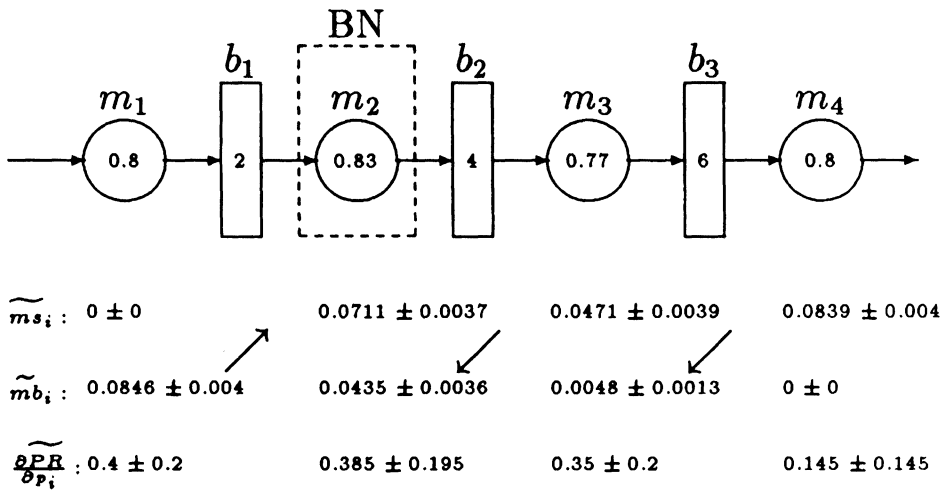 BN
b₁ b₂ b₃
m₁ m₂ m₃ m₄
0.8 2 0.83 4 0.77 6 0.8
m̃sᵢ : 0 ± 0 0.0711 ± 0.0037 0.0471 ± 0.0039 0.0839 ± 0.004
m̃bᵢ : 0.0846 ± 0.004 0.0435 ± 0.0036 0.0048 ± 0.0013 0 ± 0
∂P̃R/∂pᵢ : 0.4 ± 0.2 0.385 ± 0.195 0.35 ± 0.2 0.145 ± 0.145